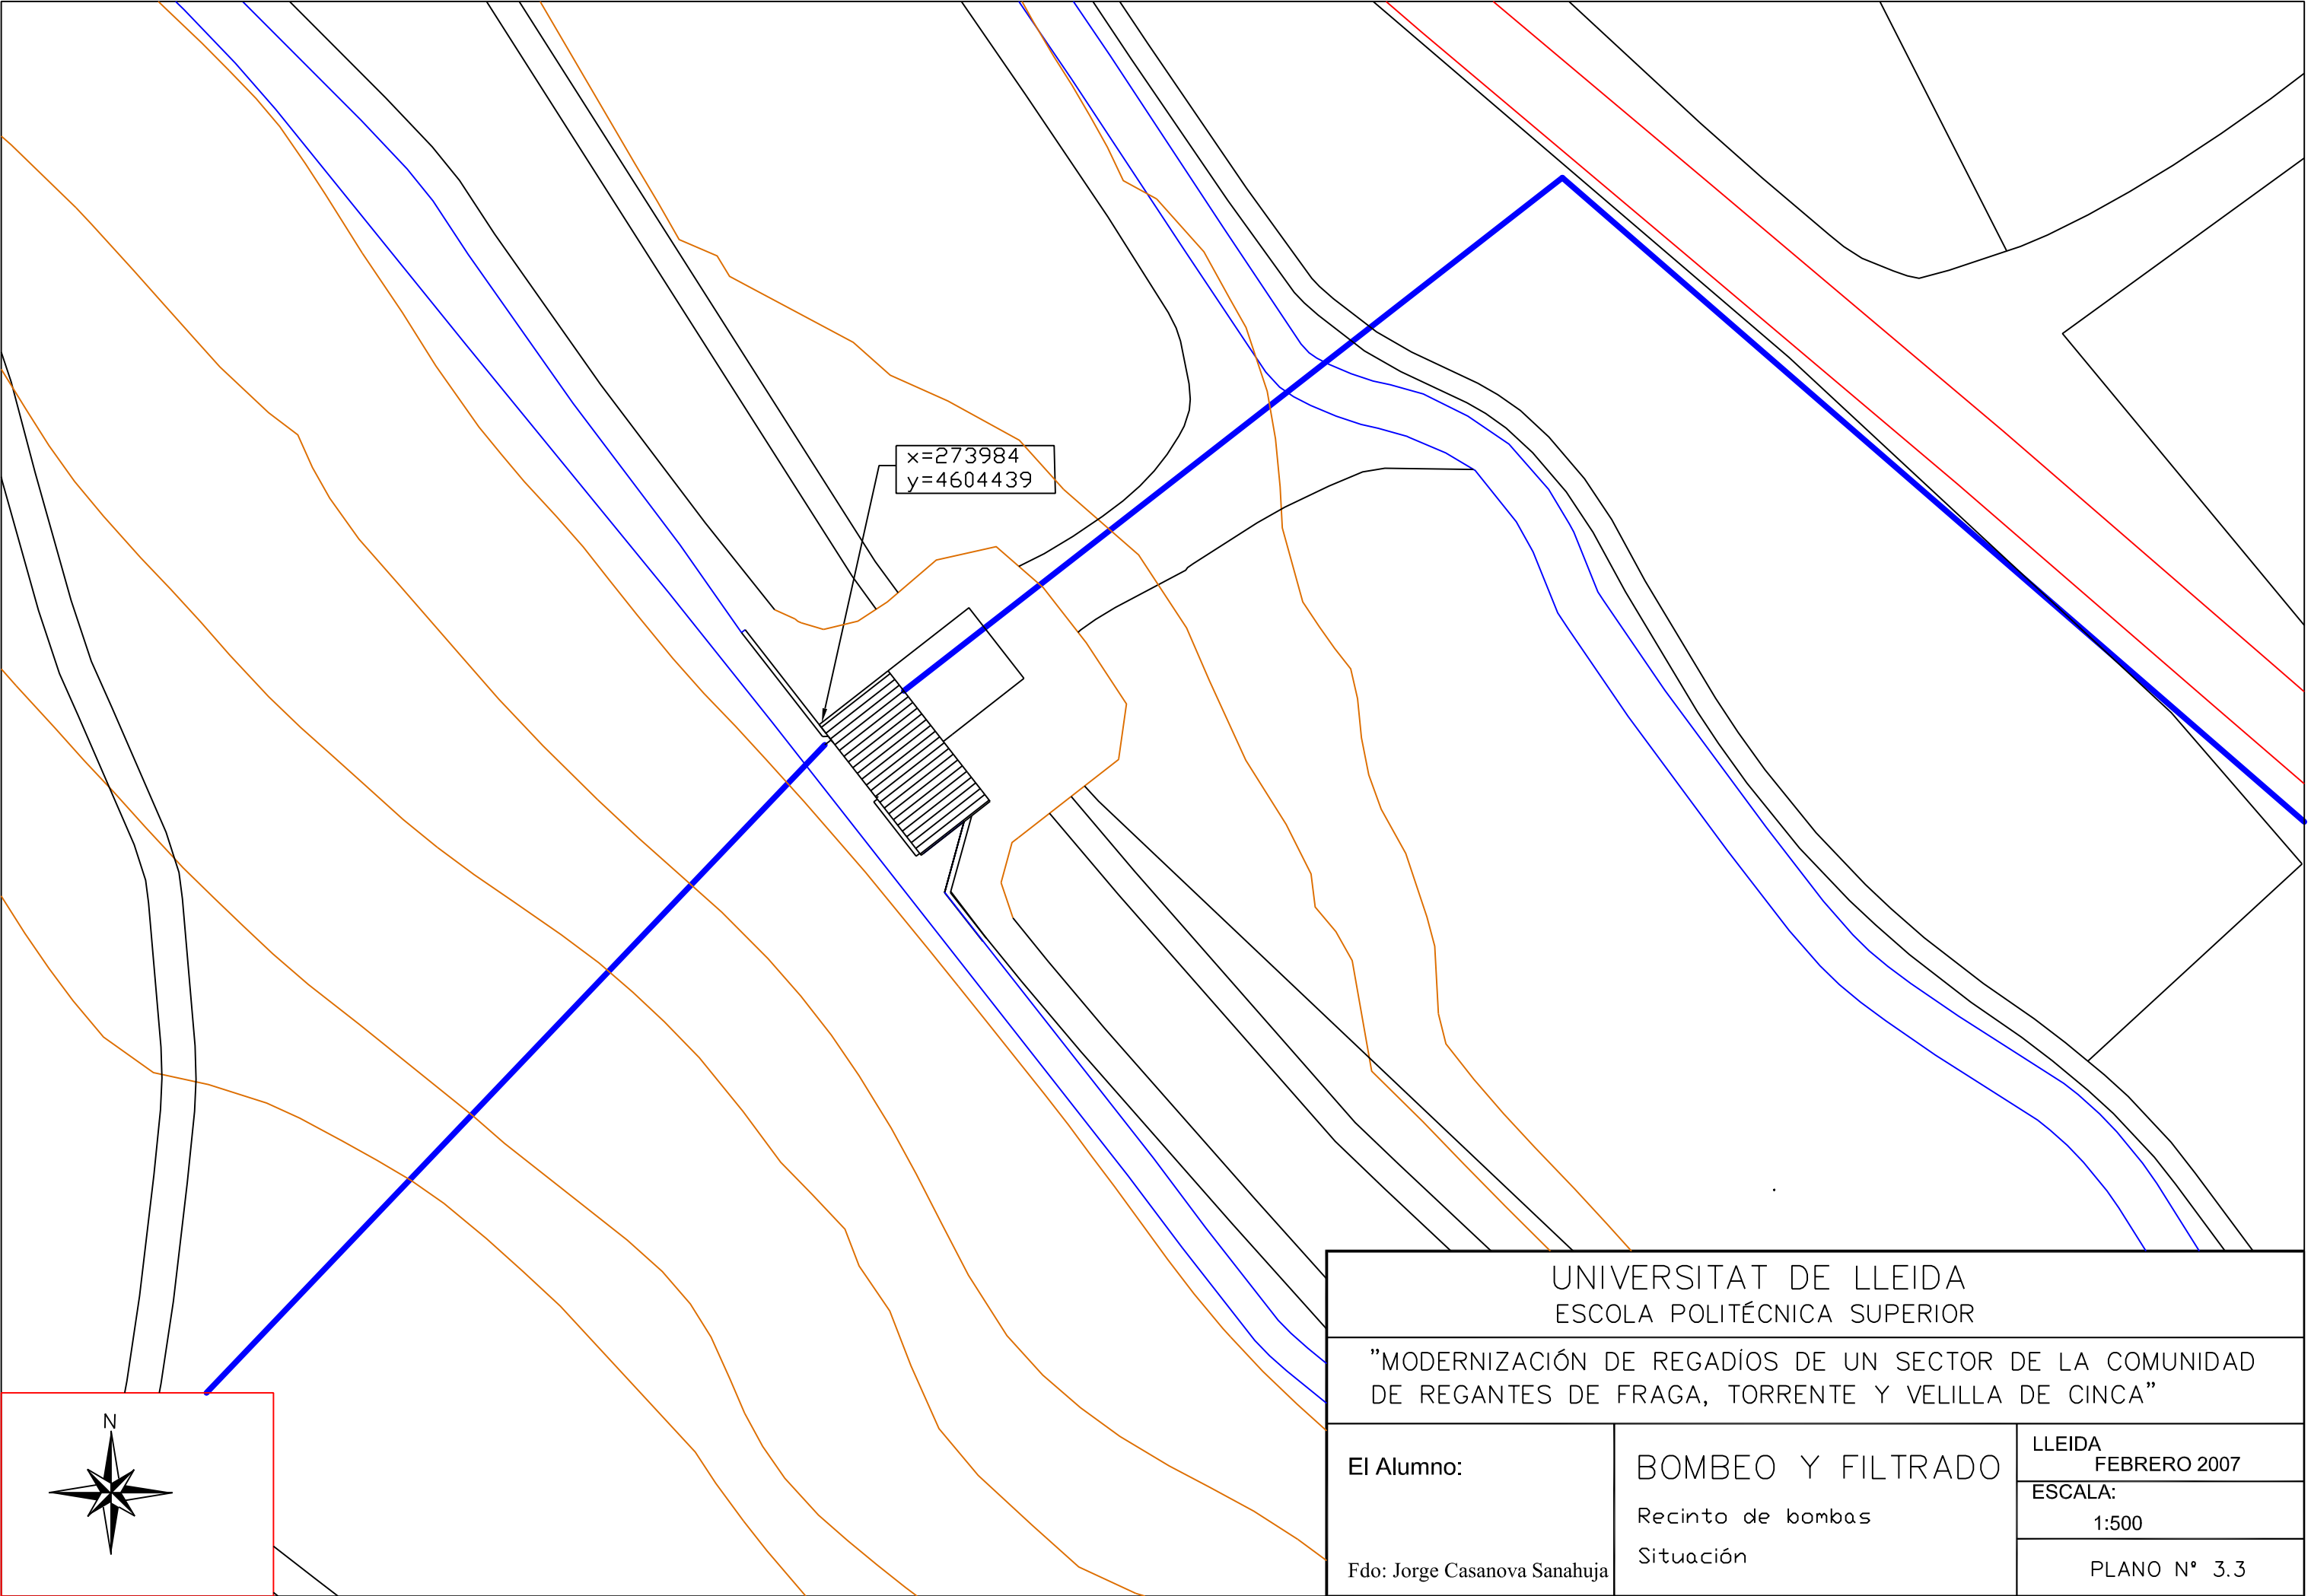 x=273984
y=4604439
UNIVERSITAT DE LLEIDA
ESCOLA POLITÉCNICA SUPERIOR
"MODERNIZACIÓN DE REGADÍOS DE UN SECTOR DE LA COMUNIDAD
DE REGANTES DE FRAGA, TORRENTE Y VELILLA DE CINCA"
El Alumno:
Fdo: Jorge Casanova Sanahuja
BOMBEO Y FILTRADO
Recinto de bombas
Situación
LLEIDA
FEBRERO 2007
ESCALA:
1:500
PLANO Nº 3.3
N